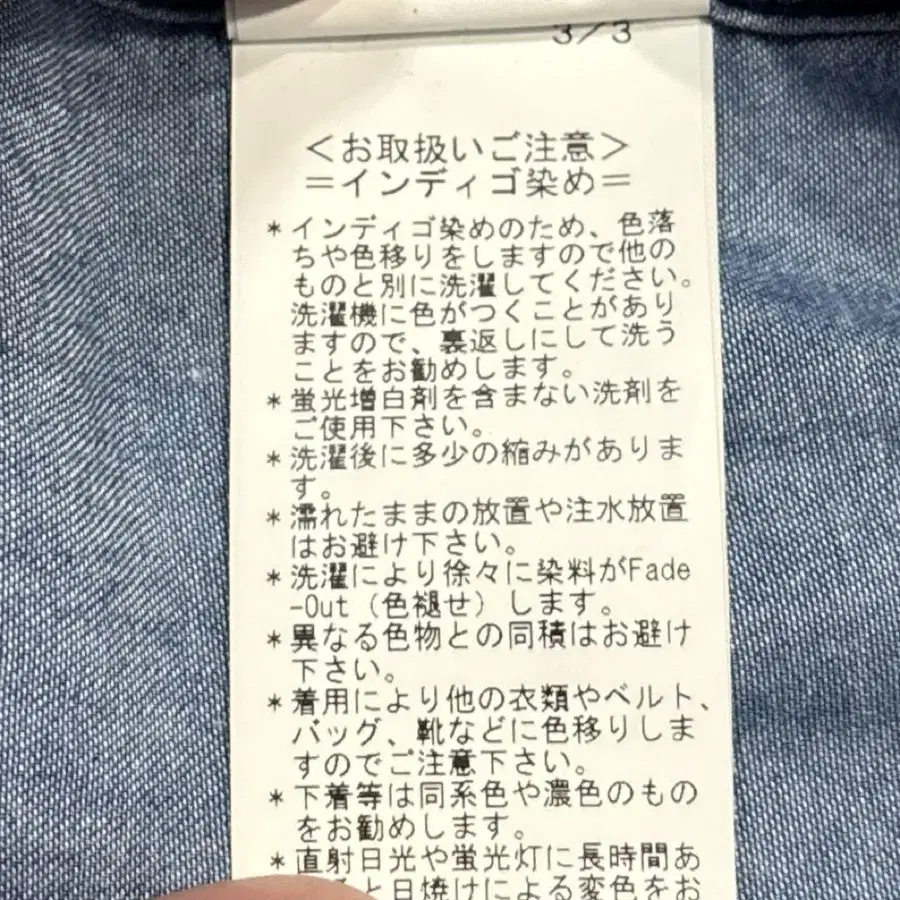 3/3
<お取扱いご注意>
=インディゴ染め=
*インディゴ染めのため、色落
ちや色移りをしますので他の
ものと別に洗濯してください。
洗濯機に色がつくことがあり
ますので、裏返しにして洗う
ことをお勧めします。
*蛍光増白剤を含まない洗剤を
ご使用下さい。
*洗濯後に多少の縮みがありま
す。
*濡れたままの放置や注水放置
はお避け下さい。
*洗濯により徐々に染料がFade
-Out(色褪せ)します。
*異なる色物との同積はお避け
下さい。
*着用により他の衣類やベルト、
バッグ、靴などに色移りしま
すのでご注意下さい。
*下着等は同系色や濃色のもの
をお勧めします。
*直射日光や蛍光灯に長時間あ
と日焼けによる変色をお